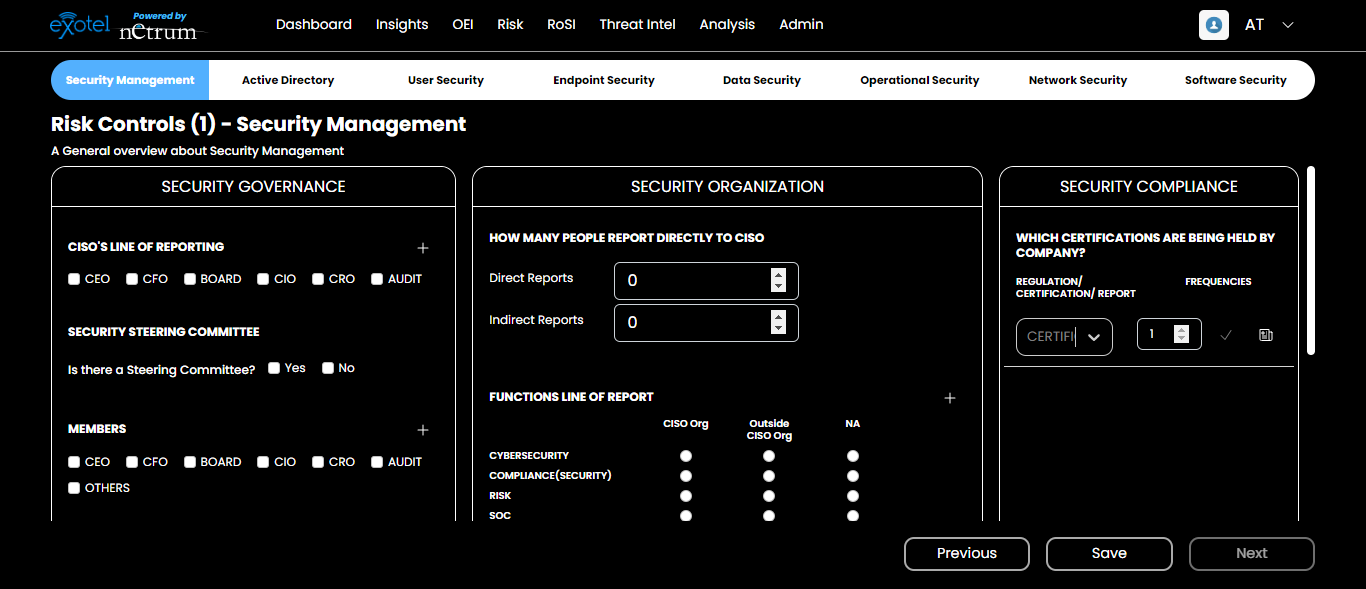 exotel
Powered by
nCtrum
Dashboard Insights OEI Risk RoSI Threat Intel Analysis Admin
AT
Security Management Active Directory User Security Endpoint Security Data Security Operational Security Network Security Software Security
Risk Controls (1) - Security Management
A General overview about Security Management
SECURITY GOVERNANCE
CISO'S LINE OF REPORTING
CEO CFO BOARD CIO CRO AUDIT
SECURITY STEERING COMMITTEE
Is there a Steering Committee? Yes No
MEMBERS
CEO CFO BOARD CIO CRO AUDIT
OTHERS
SECURITY ORGANIZATION
HOW MANY PEOPLE REPORT DIRECTLY TO CISO
Direct Reports 0
Indirect Reports 0
FUNCTIONS LINE OF REPORT
CISO Org Outside NA
CISO Org
CYBERSECURITY
COMPLIANCE(SECURITY)
RISK
SOC
SECURITY COMPLIANCE
WHICH CERTIFICATIONS ARE BEING HELD BY
COMPANY?
REGULATION/ FREQUENCIES
CERTIFICATION/ REPORT
CERTIFI 1
Previous Save Next